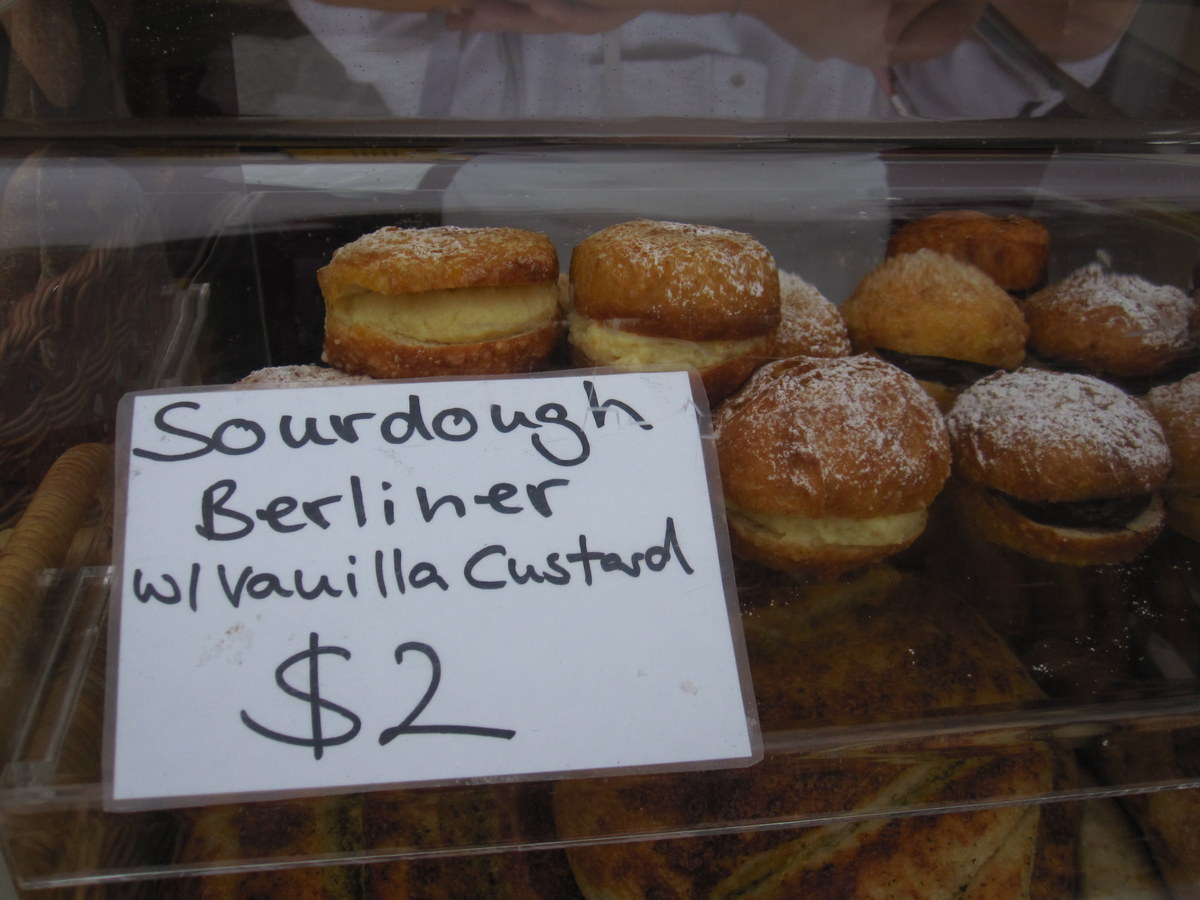 Sourdough
Berliner
w/ Vanilla Custard
$2